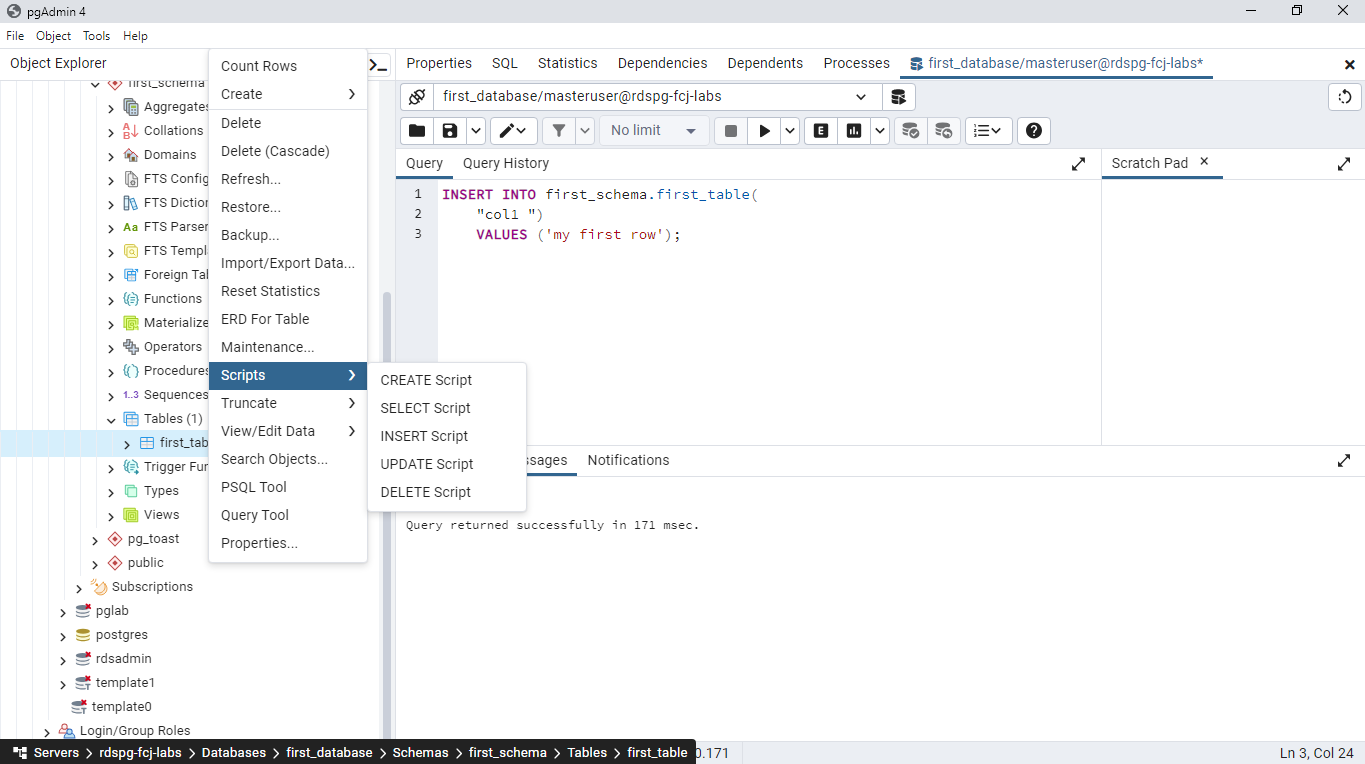 pgAdmin 4
File Object Tools Help
Object Explorer
first_schema
Aggregates
Collations
Domains
FTS Config
FTS Diction
FTS Parser
FTS Templ
Foreign Tal
Functions
Materialize
Operators
Procedures
1..3 Sequences
Tables (1)
first_tab
Trigger Fun
Types
Views
pg_toast
public
Subscriptions
pglab
postgres
rdsadmin
template1
template0
Login/Group Roles
Count Rows
Create
Delete
Delete (Cascade)
Refresh...
Restore...
Backup...
Import/Export Data...
Reset Statistics
ERD For Table
Maintenance...
Scripts
Truncate
View/Edit Data
Search Objects...
PSQL Tool
Query Tool
Properties...
CREATE Script
SELECT Script
INSERT Script
UPDATE Script
DELETE Script
Properties SQL Statistics Dependencies Dependents Processes first_database/masteruser@rdspg-fcj-labs*
first_database/masteruser@rdspg-fcj-labs
No limit
Query Query History
Scratch Pad
1 INSERT INTO first_schema.first_table(
2 "col1 ")
3 VALUES ('my first row');
ssages Notifications
Query returned successfully in 171 msec.
Servers > rdspg-fcj-labs > Databases > first_database > Schemas > first_schema > Tables > first_table
0.171
Ln 3, Col 24